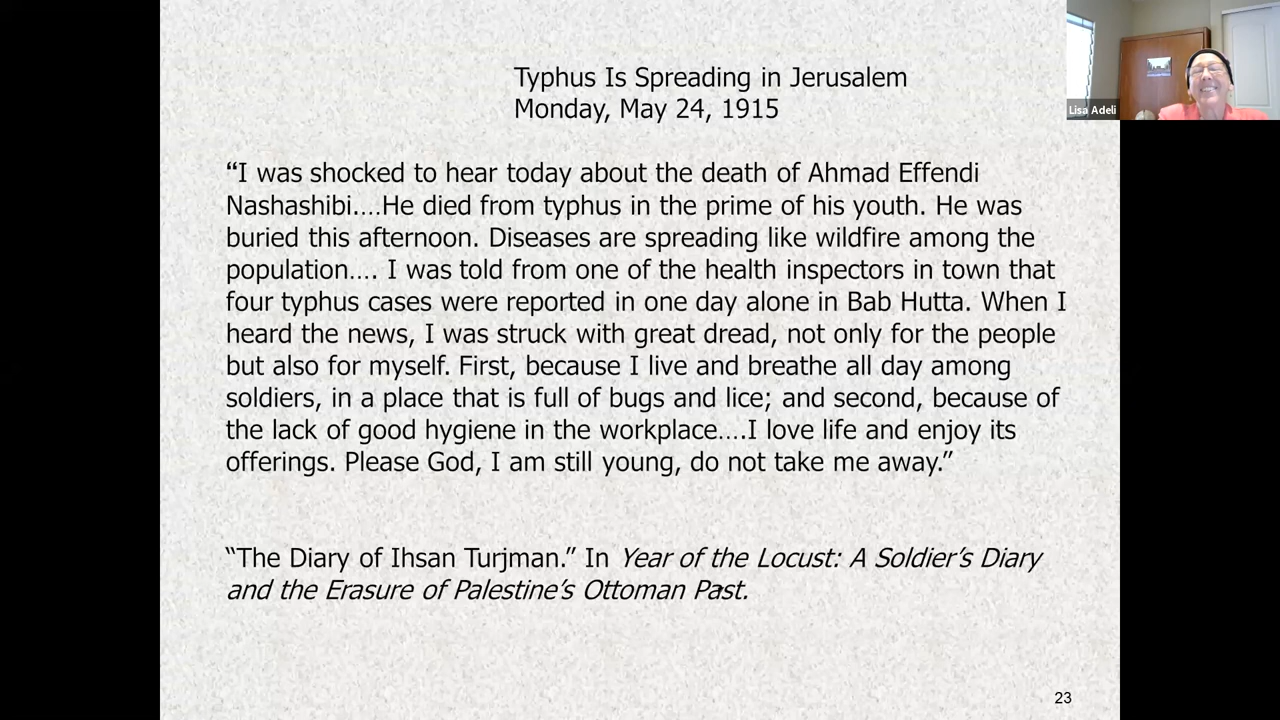 Typhus Is Spreading in Jerusalem
Monday, May 24, 1915
Lisa Adeli
“I was shocked to hear today about the death of Ahmad Effendi
Nashashibi....He died from typhus in the prime of his youth. He was
buried this afternoon. Diseases are spreading like wildfire among the
population.... I was told from one of the health inspectors in town that
four typhus cases were reported in one day alone in Bab Hutta. When I
heard the news, I was struck with great dread, not only for the people
but also for myself. First, because I live and breathe all day among
soldiers, in a place that is full of bugs and lice; and second, because of
the lack of good hygiene in the workplace....I love life and enjoy its
offerings. Please God, I am still young, do not take me away.”
“The Diary of Ihsan Turjman.” In Year of the Locust: A Soldier’s Diary
and the Erasure of Palestine’s Ottoman Past.
23